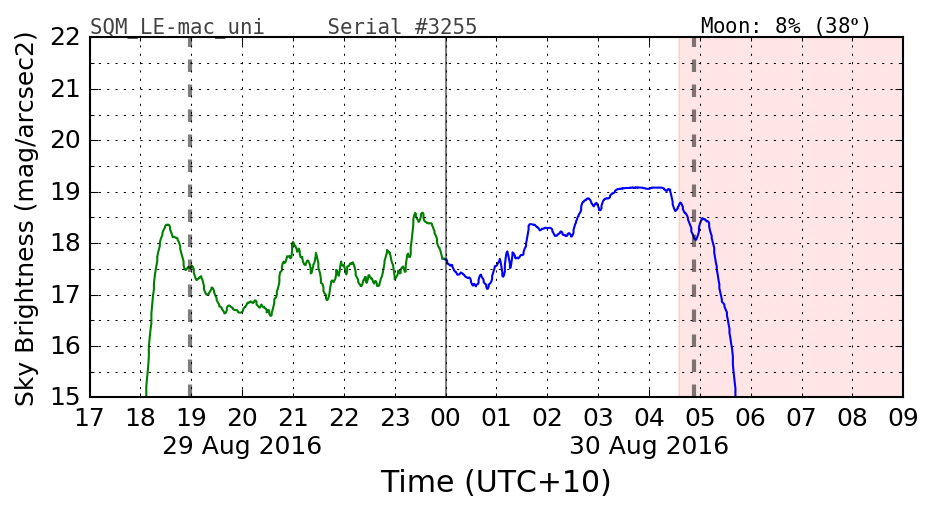 SQM_LE-mac_uni Serial #3255 Moon: 8% (38°)
22
21
20
19
18
17
16
15
Sky Brightness (mag/arcsec2)
17 18 19 20 21 22 23 00 01 02 03 04 05 06 07 08 09
29 Aug 2016 30 Aug 2016
Time (UTC+10)